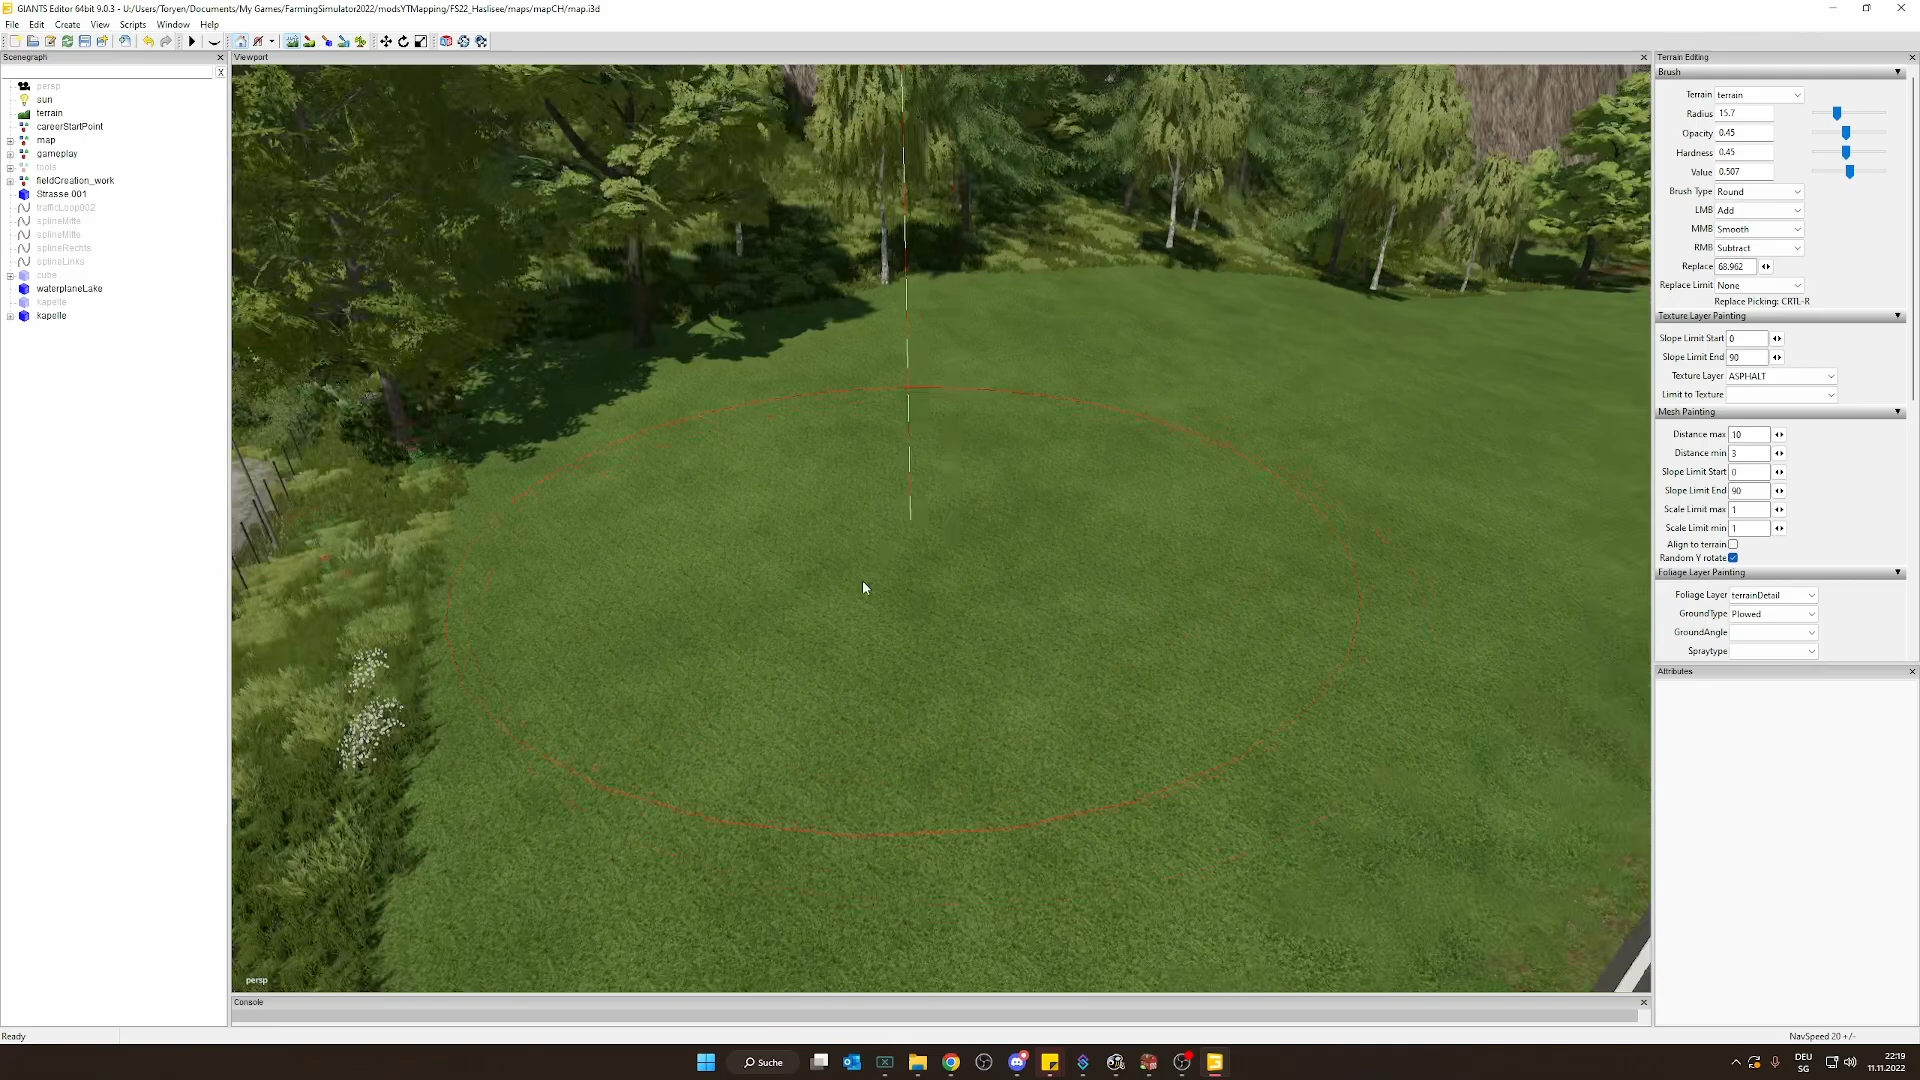 GIANTS Editor 64bit 9.0.3 - U:/Users/Toryen/Documents/My Games/FarmingSimulator2022/modsYTMapping/FS22_Haslisee/maps/mapCH/map.i3d
File Edit Create View Scripts Window Help
Scenegraph
X
persp
sun
terrain
careerStartPoint
map
gameplay
tools
fieldCreation_work
Strasse 001
trafficLoop002
splineMitte
splineMitte
splineRechts
splineLinks
cube
waterplaneLake
kapelle
kapelle
Viewport
persp
Console
Terrain Editing
Brush
Terrain terrain
Radius 15.7
Opacity 0.45
Hardness 0.45
Value 0.507
Brush Type Round
LMB Add
MMB Smooth
RMB Subtract
Replace 68.962
Replace Limit None
Replace Picking: CRTL-R
Texture Layer Painting
Slope Limit Start 0
Slope Limit End 90
Texture Layer ASPHALT
Limit to Texture
Mesh Painting
Distance max 10
Distance min 3
Slope Limit Start 0
Slope Limit End 90
Scale Limit max 1
Scale Limit min 1
Align to terrain
Random Y rotate
Foliage Layer Painting
Foliage Layer terrainDetail
GroundType Plowed
GroundAngle
Spraytype
Attributes
Ready
NavSpeed 20 +/-
Suche
DEU
SG
22:19
11.11.2022